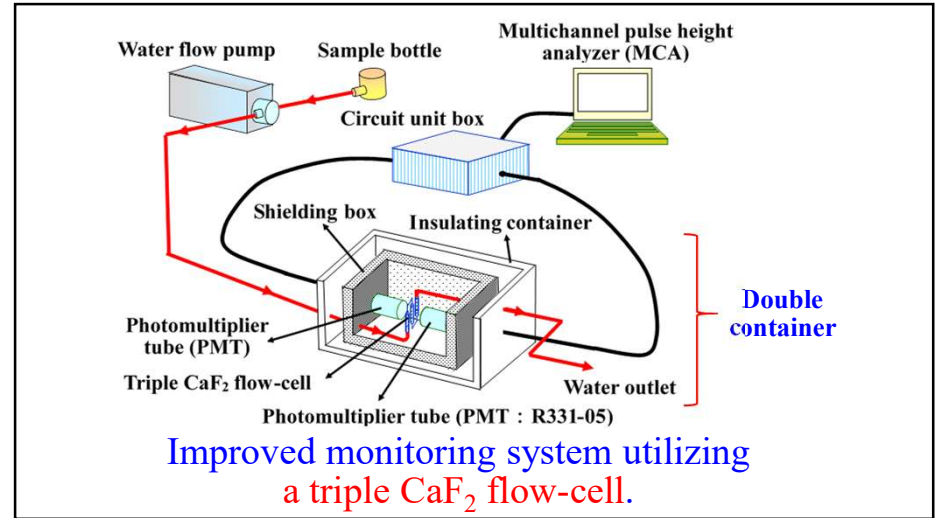 Multichannel pulse height
analyzer (MCA)
Water flow pump
Sample bottle
Circuit unit box
Shielding box
Insulating container
Double
container
Photomultiplier
tube (PMT)
Triple CaF₂ flow-cell
Water outlet
Photomultiplier tube (PMT : R331-05)
Improved monitoring system utilizing
a triple CaF₂ flow-cell.